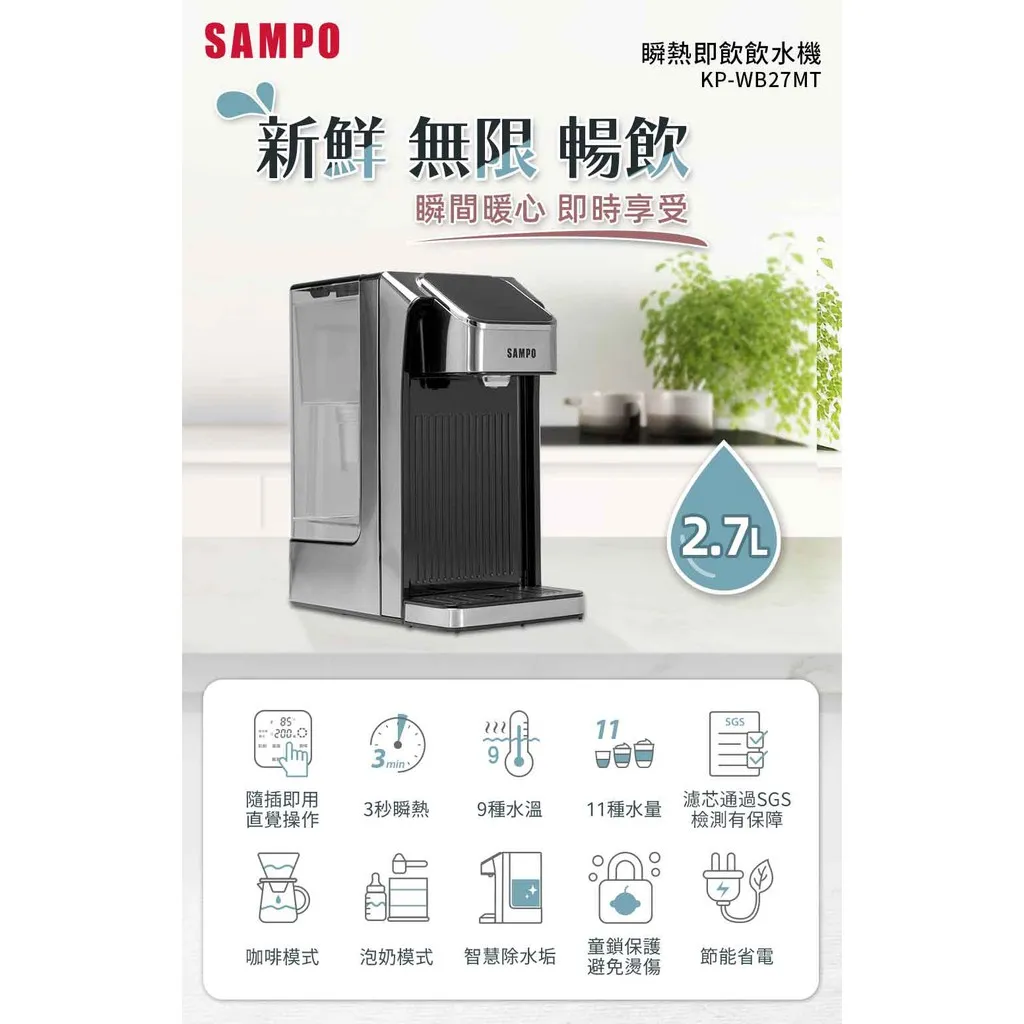 SAMPO
瞬熱即飲飲水機
KP-WB27MT
新鮮 無限 暢飲
瞬間暖心 即時享受
SAMPO
2.7L
85°
200
3min
9
11
SGS
隨插即用
直覺操作
3秒瞬熱
9種水溫
11種水量
濾芯通過SGS
檢測有保障
咖啡模式
泡奶模式
智慧除水垢
童鎖保護
避免燙傷
節能省電